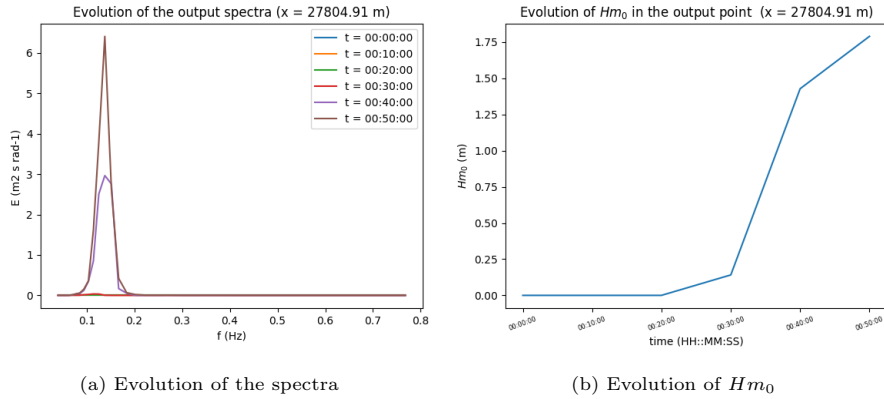 Evolution of the output spectra (x = 27804.91 m)
6
5
4
3
2
1
0
E (m2 s rad-1)
t = 00:00:00
t = 00:10:00
t = 00:20:00
t = 00:30:00
t = 00:40:00
t = 00:50:00
0.1 0.2 0.3 0.4 0.5 0.6 0.7 0.8
f (Hz)
(a) Evolution of the spectra
Evolution of Hm₀ in the output point (x = 27804.91 m)
1.75
1.50
1.25
1.00
0.75
0.50
0.25
0.00
Hm₀ (m)
00:00:00 00:10:00 00:20:00 00:30:00 00:40:00 00:50:00
time (HH::MM:SS)
(b) Evolution of Hm₀